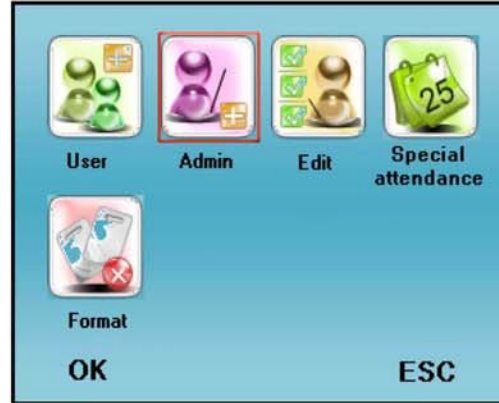 User
Admin
Edit
Special
attendance
25
Format
OK
ESC